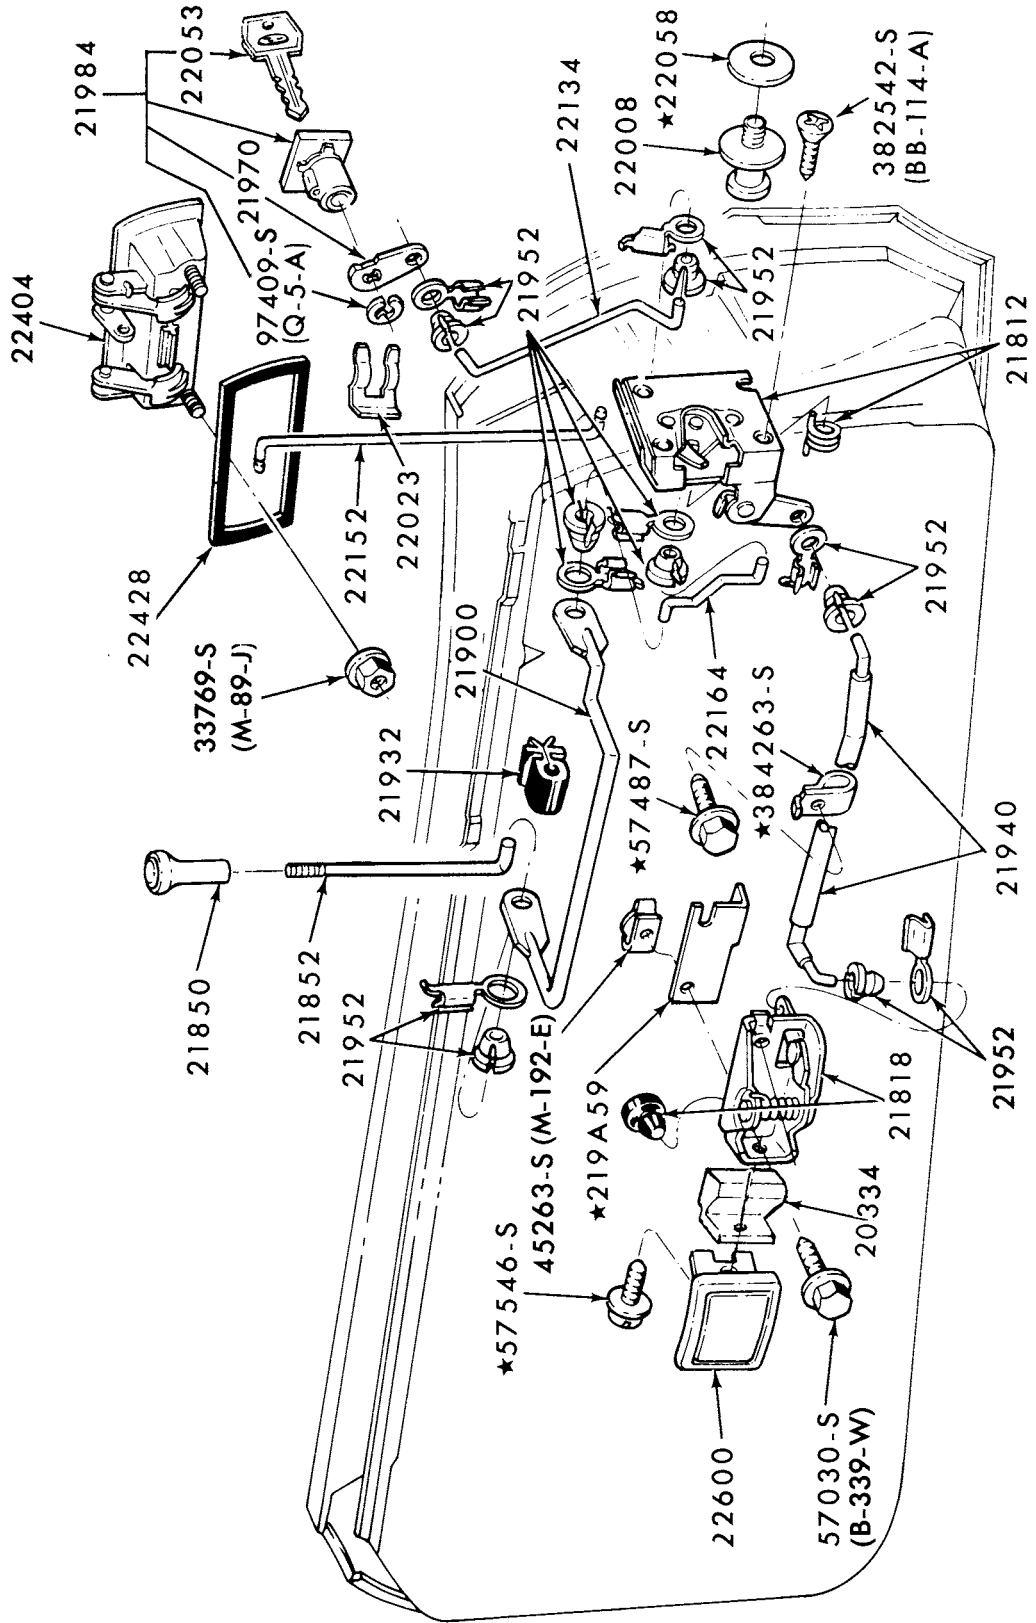 22404
21984
22053
97409-S
(Q-5-A)
21970
21952
22134
22008
★22058
382542-S
(BB-114-A)
21952
21812
22428
22152
22023
33769-S
(M-89-J)
21932
21900
22164
★57487-S
★384263-S
21952
21940
21850
21852
21952
45263-S (M-192-E)
★219A59
★57546-S
21818
21952
20334
22600
57030-S
(B-339-W)